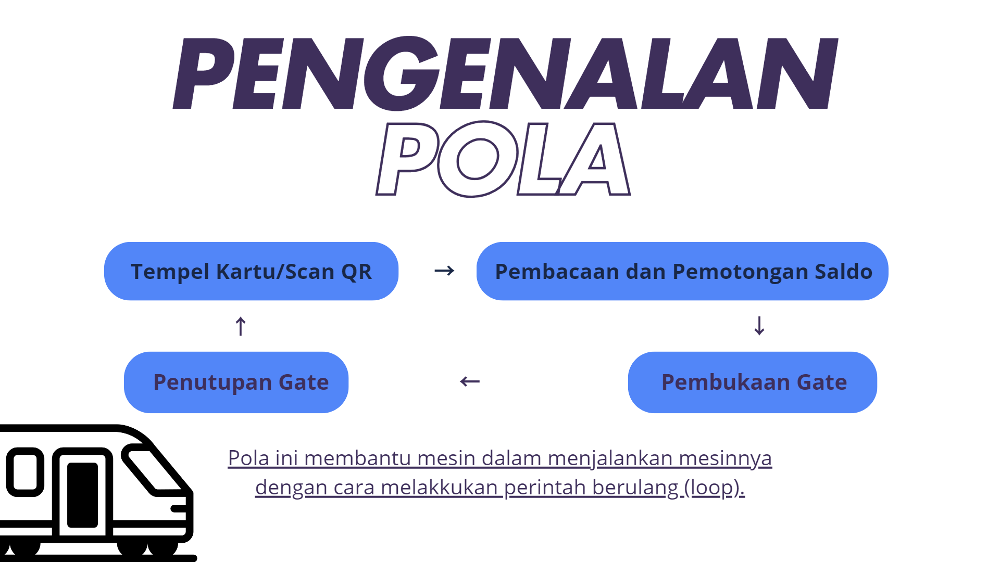 PENGENALAN
POLA
Tempel Kartu/Scan QR → Pembacaan dan Pemotongan Saldo
↑ ↓
Penutupan Gate ← Pembukaan Gate
Pola ini membantu mesin dalam menjalankan mesinnya
dengan cara melakkukan perintah berulang (loop).